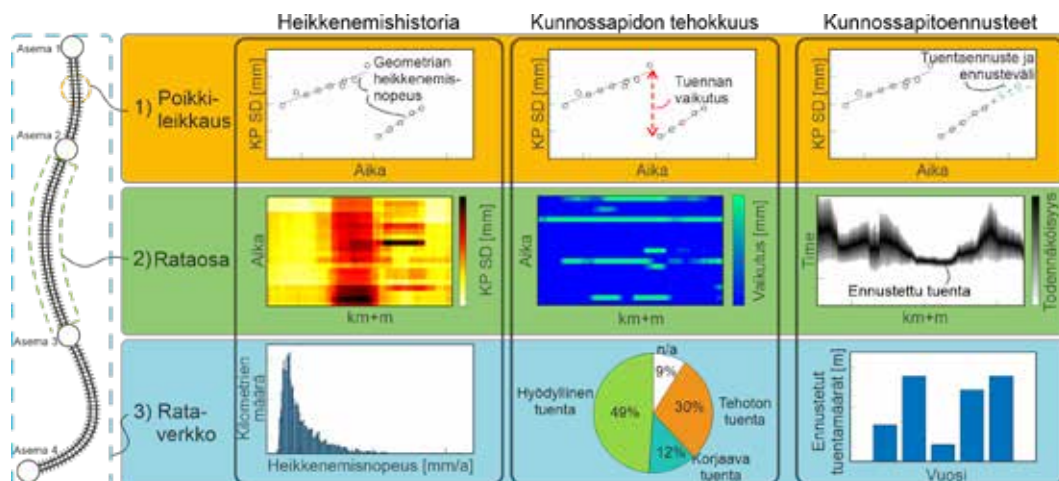 Heikkenemishistoria
Kunnossapidon tehokkuus
Kunnossapitoennusteet
Asema 1
Asema 2
Asema 3
Asema 4
1) Poikki-
leikkaus
KP SD [mm]
Geometrian
heikkenemis-
nopeus
Aika
KP SD [mm]
Tuennan
vaikutus
Aika
KP SD [mm]
Tuentaennuste ja
ennusteväli
Aika
2) Rataosa
Aika
km+m
KP SD [mm]
Aika
km+m
Vaikutus [mm]
Time
Ennustettu tuenta
km+m
Todennäköisyys
3) Rata-
verkko
Kilometrien
määrä
Heikkenemisnopeus [mm/a]
n/a
9%
Hyödyllinen
tuenta
49%
30%
Tehoton
tuenta
12%
Korjaava
tuenta
Ennustetut
tuentamäärät [m]
Vuosi